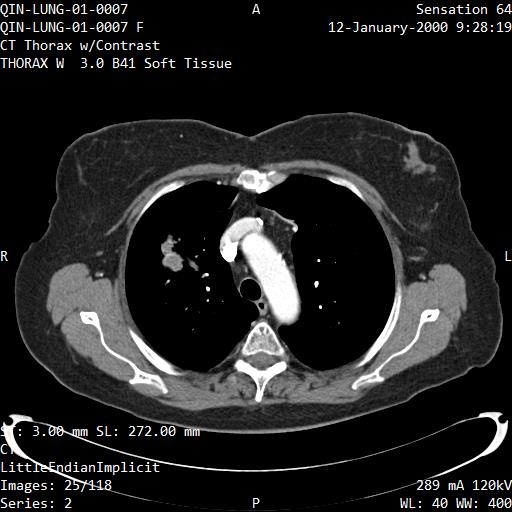 QIN-LUNG-01-0007
A
Sensation 64
QIN-LUNG-01-0007 F
12-January-2000 9:28:19
CT Thorax w/Contrast
THORAX W 3.0 B41 Soft Tissue
R
L
ST: 3.00 mm SL: 272.00 mm
LittleEndianImplicit
Images: 25/118
289 mA 120kV
Series: 2
P
WL: 40 WW: 400